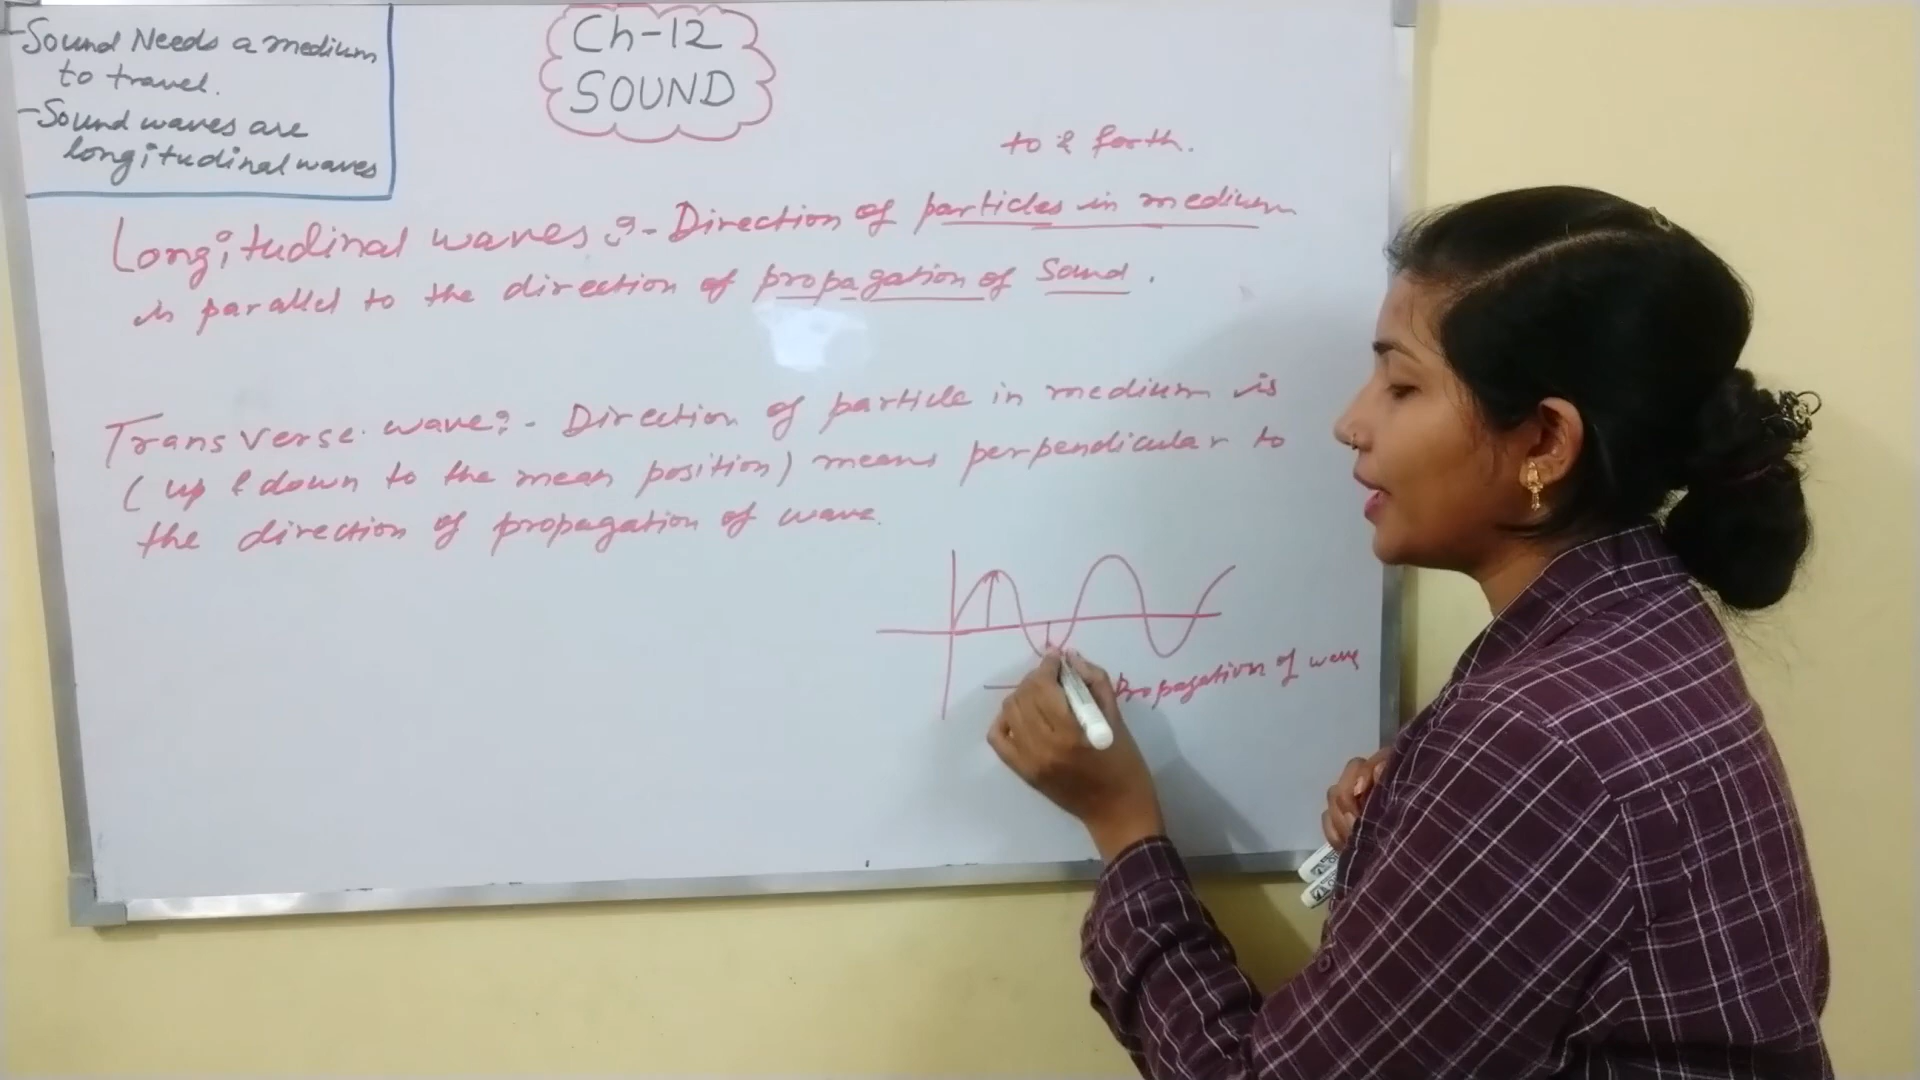 -Sound Needs a medium
to travel.
-Sound waves are
longitudinal waves
Ch-12
SOUND
to & forth.
Longitudinal waves:- Direction of particles in medium
is parallel to the direction of propagation of Sound.
Transverse wave:- Direction of particle in medium is
(up & down to the mean position) means perpendicular to
the direction of propagation of wave.
Propagation of wave